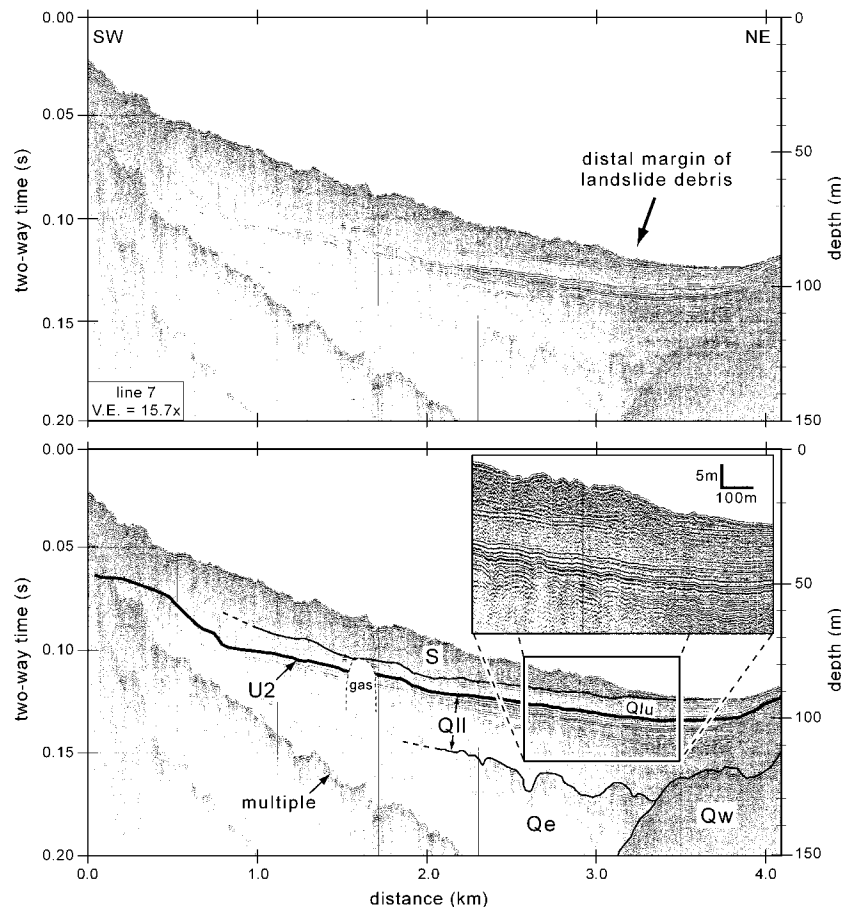 0.00
SW
NE
0
0.05
50
distal margin of
landslide debris
two-way time (s)
depth (m)
0.10
100
0.15
line 7
V.E. = 15.7x
0.20
150
0.00
0
5m
100m
0.05
50
two-way time (s)
depth (m)
0.10
S
U2
gas
Qlu
Qll
100
0.15
multiple
Qe
Qw
0.20
150
0.0
1.0
2.0
3.0
4.0
distance (km)